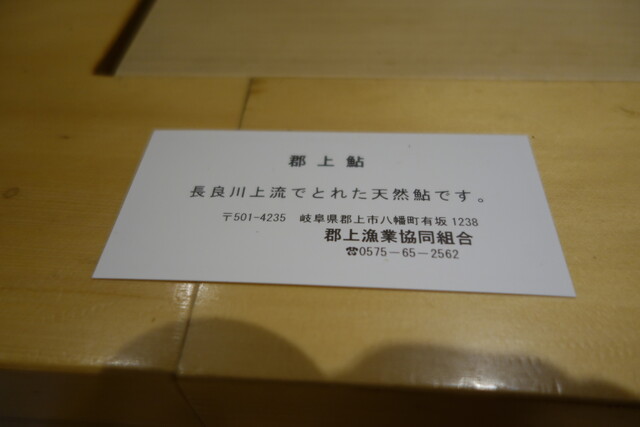 郡上鮎
長良川上流でとれた天然鮎です。
〒501-4235 岐阜県郡上市八幡町有坂 1238
郡上漁業協同組合
☎0575－65－2562